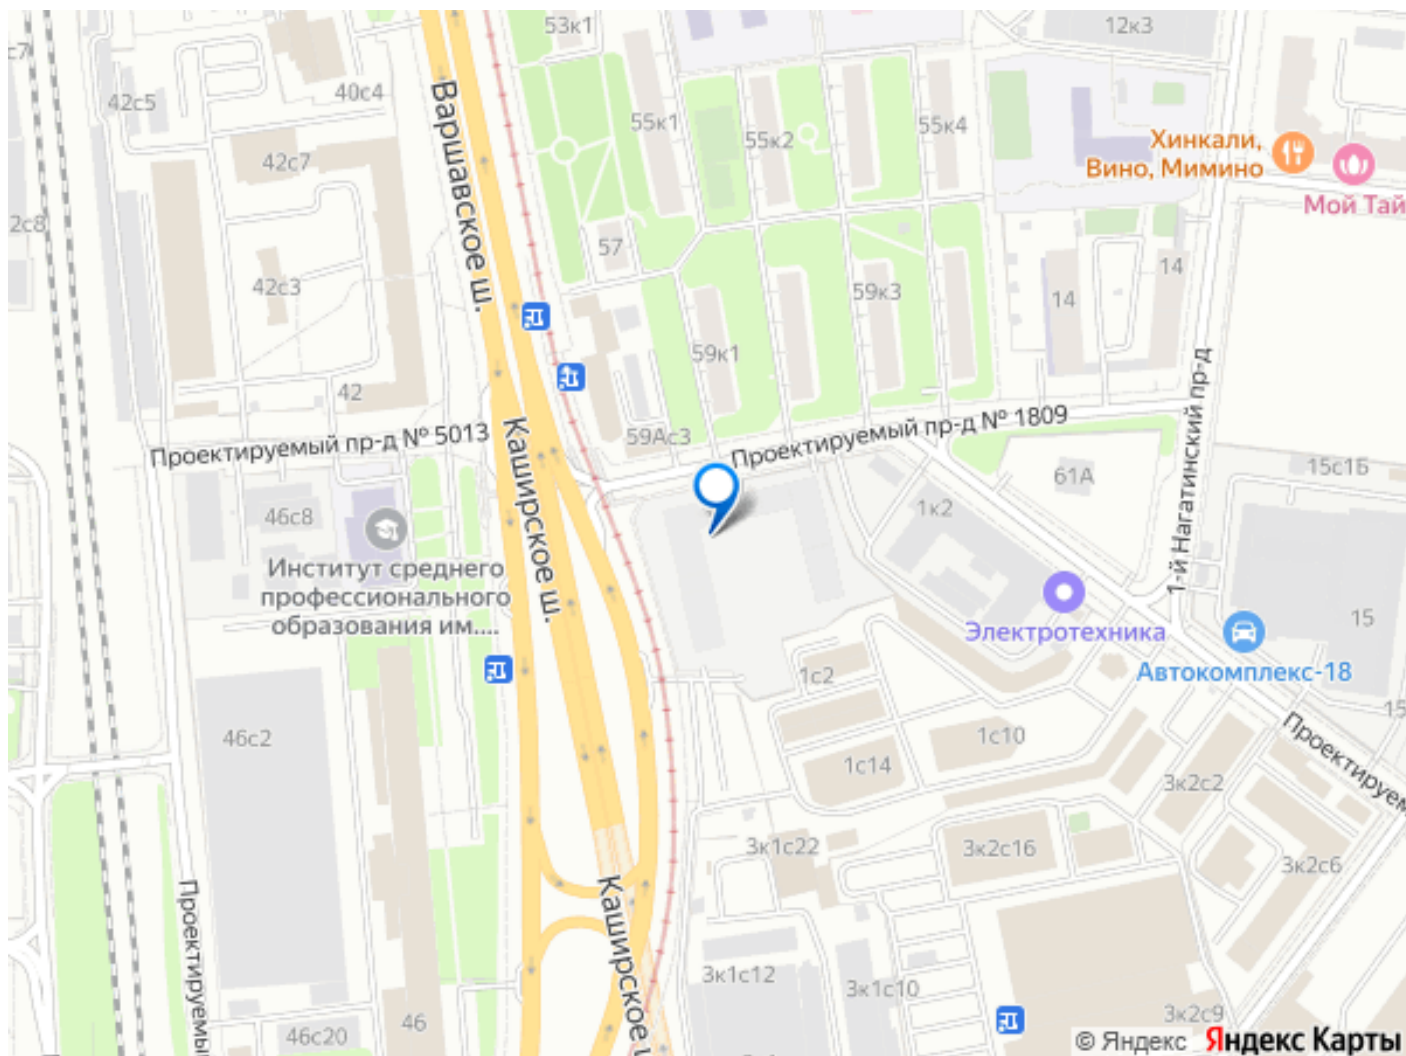 53к1
12к3
с7
42с5
40с4
55к1
55к2
55к4
Варшавское ш.
42с7
Хинкали,
Вино, Мимино
Мой Тай
2с8
57
42с3
59к3
14
14
59к1
42
59Ас3
Проектируемый пр-д № 5013
Проектируемый пр-д № 1809
1-й Нагатинский пр-д
Каширское ш.
61А
15с1Б
46с8
1к2
Институт среднего
профессионального
образования им....
Электротехника
15
Автокомплекс-18
1с2
15
46с2
1с10
Проектируем
1с14
3к2с2
3к1с22
3к2с16
3к2с6
Проектируемый
Каширское
3к1с12
3к1с10
3к2с9
46с20
46
© Яндекс Яндекс Карты